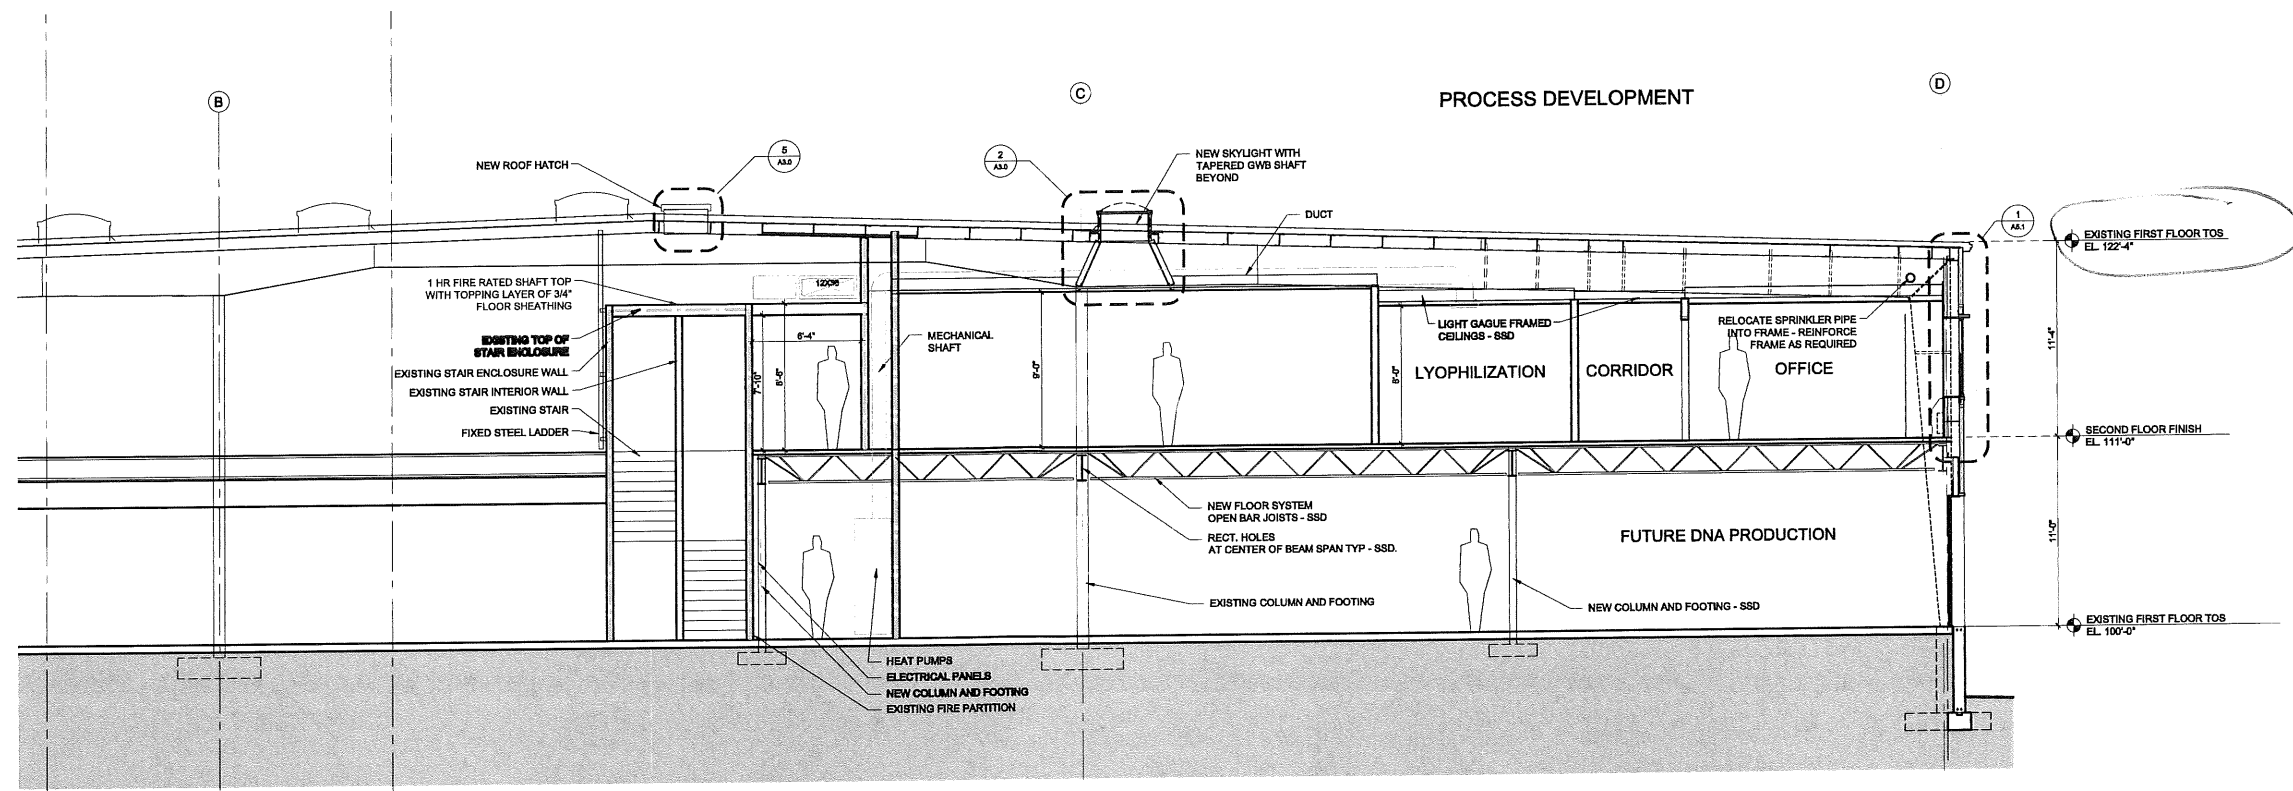 B
C
D
PROCESS DEVELOPMENT
NEW ROOF HATCH
5
A3.0
2
A3.0
NEW SKYLIGHT WITH
TAPERED GWB SHAFT
BEYOND
DUCT
1
A5.1
EXISTING FIRST FLOOR TOS
EL. 122'-4"
1 HR FIRE RATED SHAFT TOP
WITH TOPPING LAYER OF 3/4"
FLOOR SHEATHING
12X36
EXISTING TOP OF
STAIR ENCLOSURE
EXISTING STAIR ENCLOSURE WALL
EXISTING STAIR INTERIOR WALL
EXISTING STAIR
FIXED STEEL LADDER
6'-4"
7'-10"
8'-6"
MECHANICAL
SHAFT
9'-0"
8'-0"
LIGHT GAGUE FRAMED
CEILINGS - SSD
LYOPHILIZATION
CORRIDOR
RELOCATE SPRINKLER PIPE
INTO FRAME - REINFORCE
FRAME AS REQUIRED
OFFICE
11'-4"
SECOND FLOOR FINISH
EL. 111'-0"
NEW FLOOR SYSTEM
OPEN BAR JOISTS - SSD
RECT. HOLES
AT CENTER OF BEAM SPAN TYP - SSD.
FUTURE DNA PRODUCTION
11'-0"
EXISTING COLUMN AND FOOTING
NEW COLUMN AND FOOTING - SSD
EXISTING FIRST FLOOR TOS
EL. 100'-0"
HEAT PUMPS
ELECTRICAL PANELS
NEW COLUMN AND FOOTING
EXISTING FIRE PARTITION